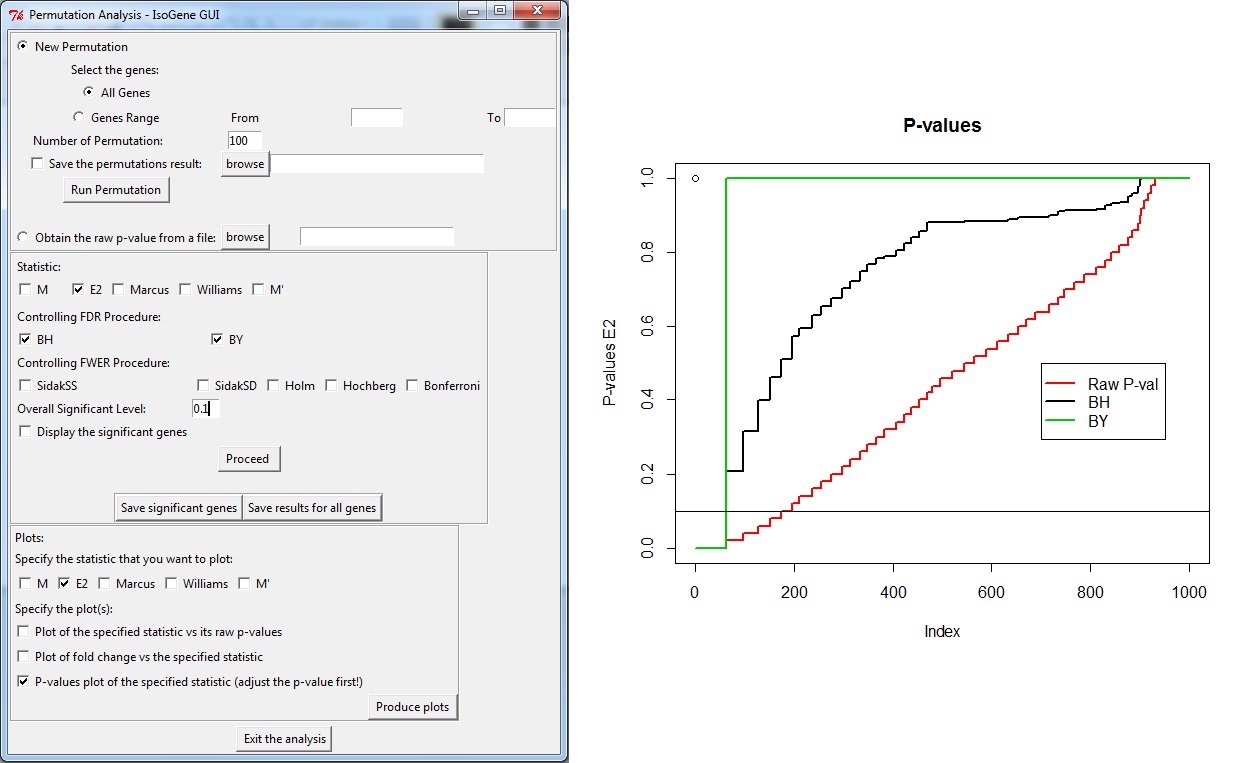 Permutation Analysis - IsoGene GUI
New Permutation
Select the genes:
All Genes
Genes Range From To
Number of Permutation: 100
Save the permutations result: browse
Run Permutation
Obtain the raw p-value from a file: browse
Statistic:
M E2 Marcus Williams M'
Controlling FDR Procedure:
BH BY
Controlling FWER Procedure:
SidakSS SidakSD Holm Hochberg Bonferroni
Overall Significant Level: 0.1
Display the significant genes
Proceed
Save significant genes Save results for all genes
Plots:
Specify the statistic that you want to plot:
M E2 Marcus Williams M'
Specify the plot(s):
Plot of the specified statistic vs its raw p-values
Plot of fold change vs the specified statistic
P-values plot of the specified statistic (adjust the p-value first!)
Produce plots
Exit the analysis
P-values
P-values E2
1.0
0.8
0.6
0.4
0.2
0.0
Raw P-val
BH
BY
0 200 400 600 800 1000
Index